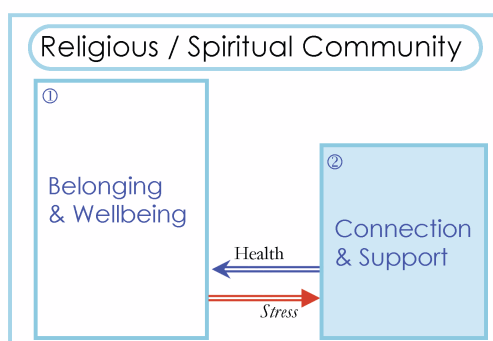 Religious / Spiritual Community
①
Belonging
& Wellbeing
②
Connection
& Support
Health
Stress